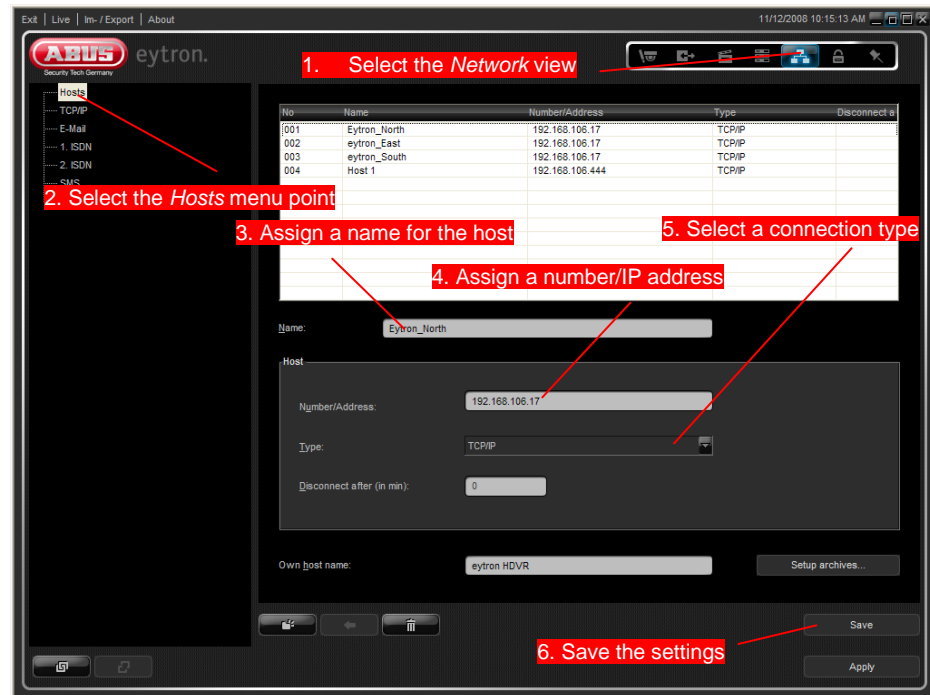 Exit | Live | Im- / Export | About
11/12/2008 10:15:13 AM
ABUS eytron.
Security Tech Germany
1. Select the Network view
Hosts
TCP/IP
E-Mail
1. ISDN
2. ISDN
SMS
2. Select the Hosts menu point
No Name Number/Address Type Disconnect a
001 Eytron_North 192.168.106.17 TCP/IP
002 eytron_East 192.168.106.17 TCP/IP
003 eytron_South 192.168.106.17 TCP/IP
004 Host 1 192.168.106.444 TCP/IP
3. Assign a name for the host
5. Select a connection type
4. Assign a number/IP address
Name: Eytron_North
Host
Number/Address: 192.168.106.17
Type: TCP/IP
Disconnect after (in min): 0
Own host name: eytron HDVR
Setup archives...
Save
6. Save the settings
Apply